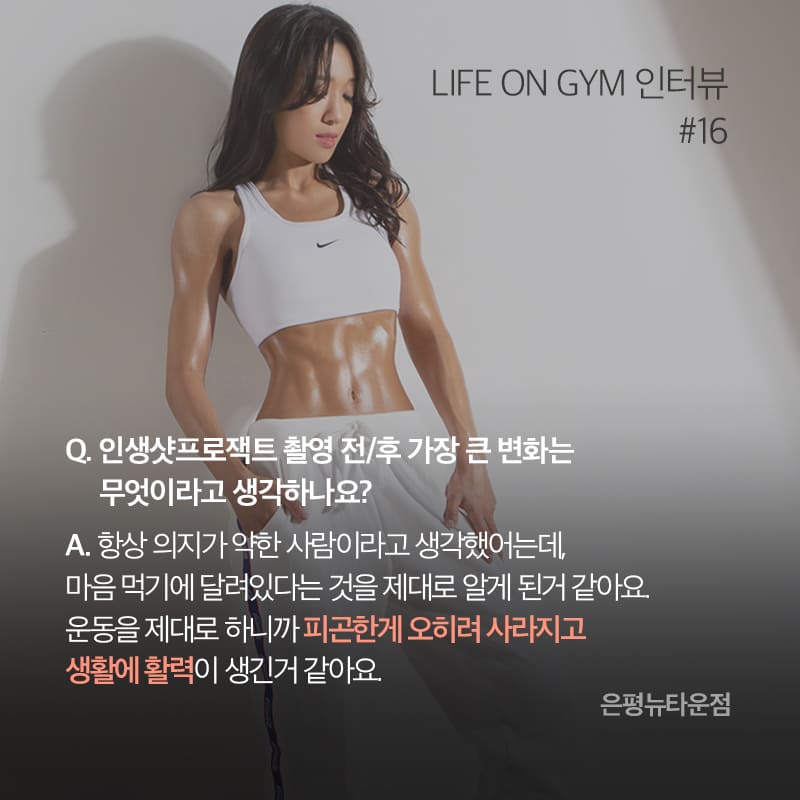 LIFE ON GYM 인터뷰
#16
Q. 인생샷프로잭트 촬영 전/후 가장 큰 변화는
무엇이라고 생각하나요?
A. 항상 의지가 약한 사람이라고 생각했어는데,
마음 먹기에 달려있다는 것을 제대로 알게 된거 같아요.
운동을 제대로 하니까 피곤한게 오히려 사라지고
생활에 활력이 생긴거 같아요.
은평뉴타운점